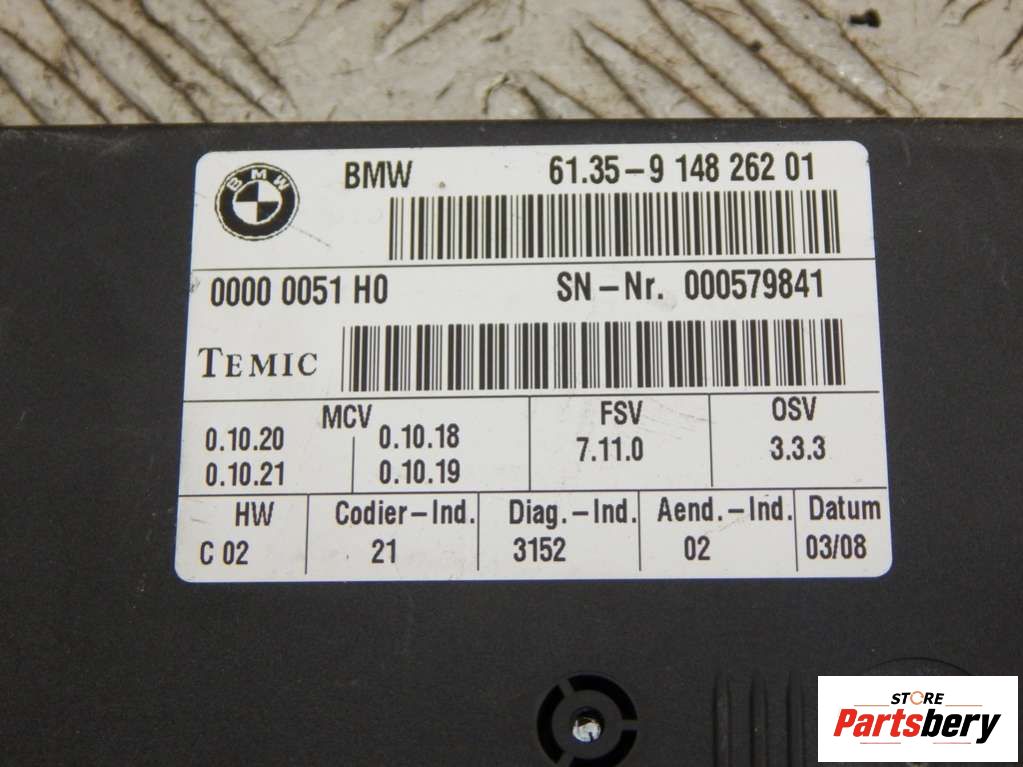 BMW
BMW 61.35-9 148 262 01
0000 0051 H0 SN-Nr. 000579841
TEMIC
MCV FSV OSV
0.10.20 0.10.18 7.11.0 3.3.3
0.10.21 0.10.19
HW Codier-Ind. Diag.-Ind. Aend.-Ind. Datum
C 02 21 3152 02 03/08
STORE
Partsbery